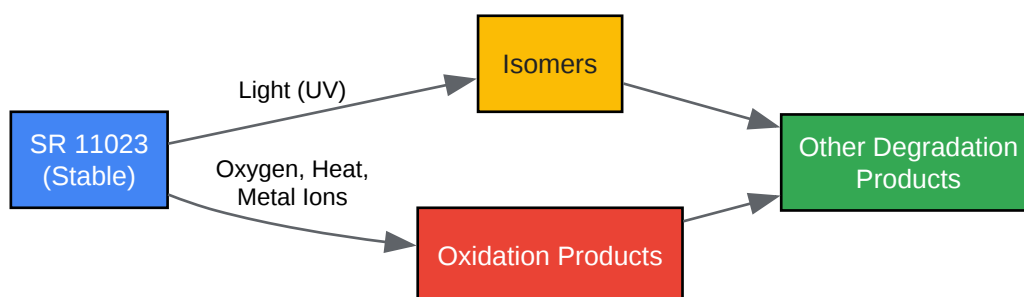 SR 11023
(Stable)
Light (UV)
Oxygen, Heat,
Metal Ions
Isomers
Oxidation Products
Other Degradation
Products